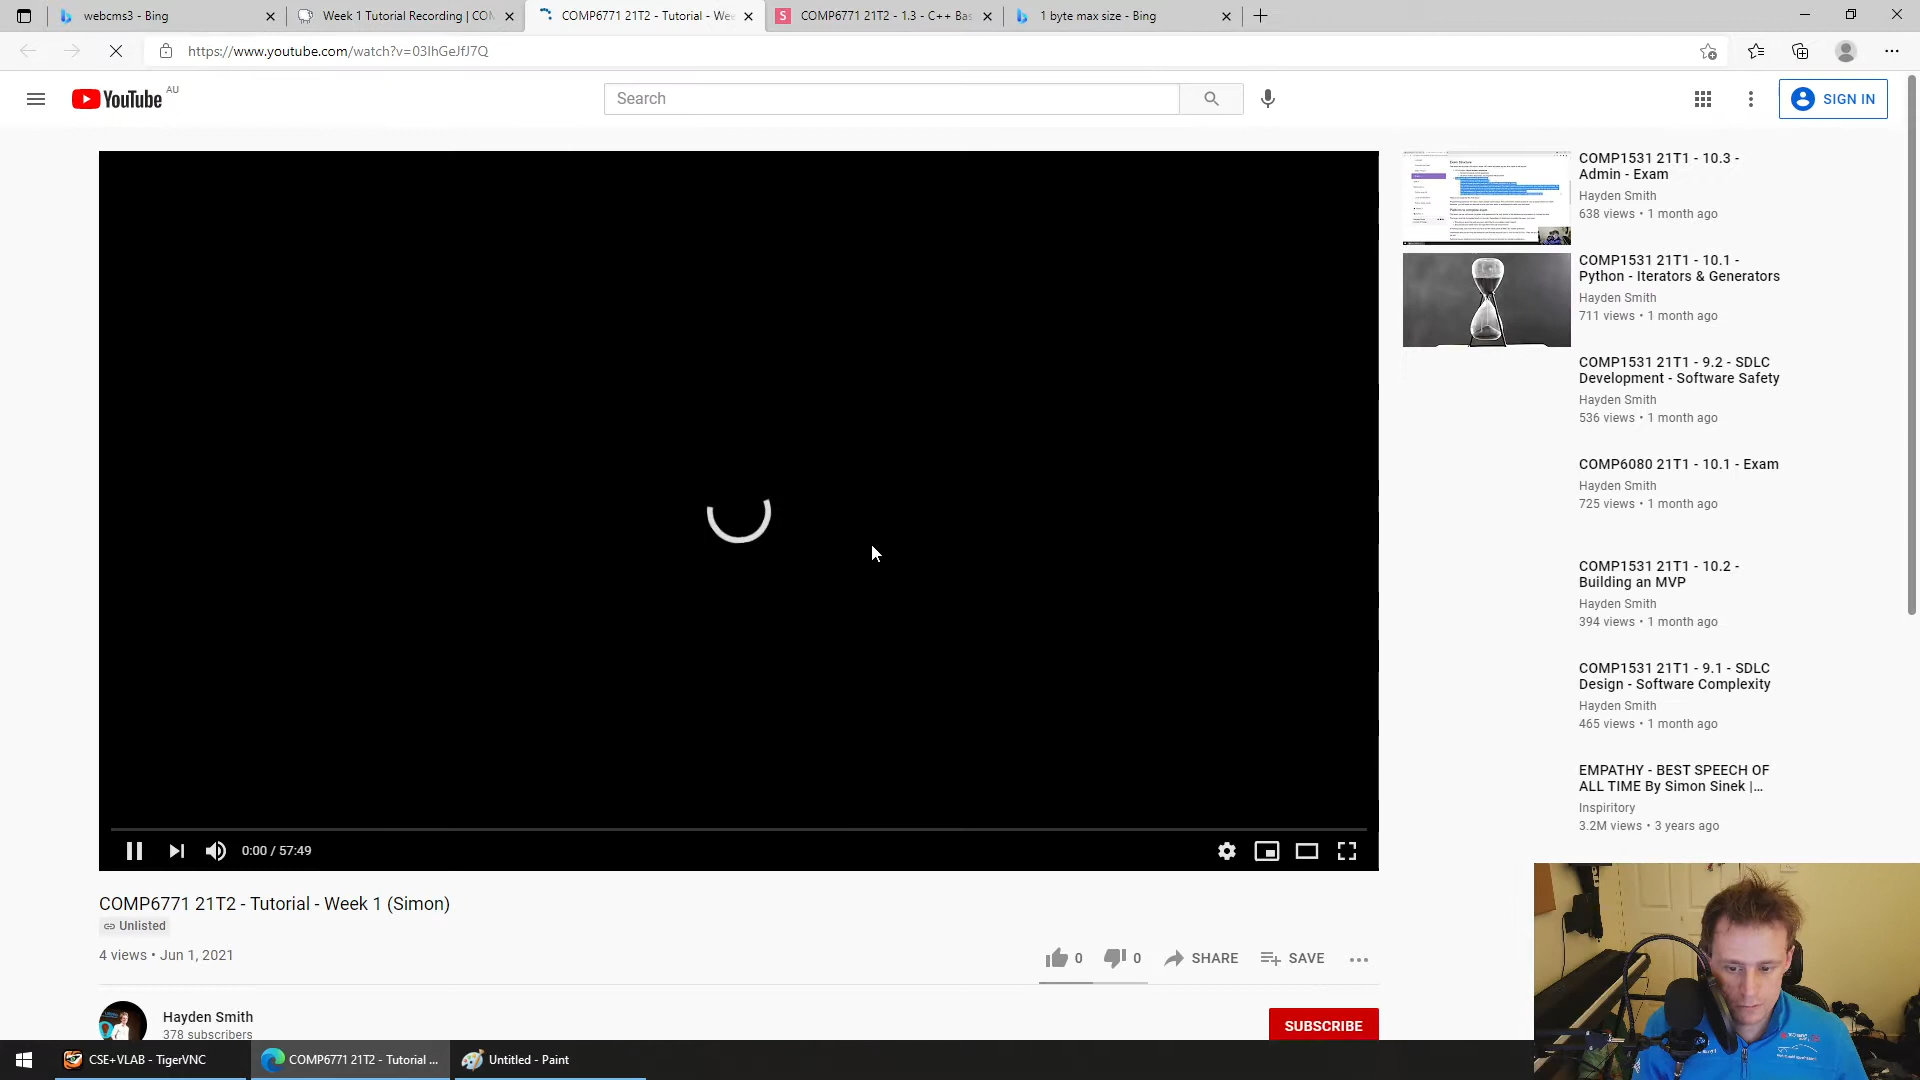 webcms3 - Bing
Week 1 Tutorial Recording | CON
COMP6771 21T2 - Tutorial - Wee
COMP6771 21T2 - 1.3 - C++ Bas
1 byte max size - Bing
https://www.youtube.com/watch?v=03IhGeJfJ7Q
YouTube AU
Search
SIGN IN
COMP1531 21T1 - 10.3 -
Admin - Exam
Hayden Smith
638 views • 1 month ago
COMP1531 21T1 - 10.1 -
Python - Iterators & Generators
Hayden Smith
711 views • 1 month ago
COMP1531 21T1 - 9.2 - SDLC
Development - Software Safety
Hayden Smith
536 views • 1 month ago
COMP6080 21T1 - 10.1 - Exam
Hayden Smith
725 views • 1 month ago
COMP1531 21T1 - 10.2 -
Building an MVP
Hayden Smith
394 views • 1 month ago
COMP1531 21T1 - 9.1 - SDLC
Design - Software Complexity
Hayden Smith
465 views • 1 month ago
EMPATHY - BEST SPEECH OF
ALL TIME By Simon Sinek |...
Inspiritory
3.2M views • 3 years ago
0:00 / 57:49
COMP6771 21T2 - Tutorial - Week 1 (Simon)
Unlisted
4 views • Jun 1, 2021
0
0
SHARE
SAVE
Hayden Smith
378 subscribers
SUBSCRIBE
CSE+VLAB - TigerVNC
COMP6771 21T2 - Tutorial ...
Untitled - Paint